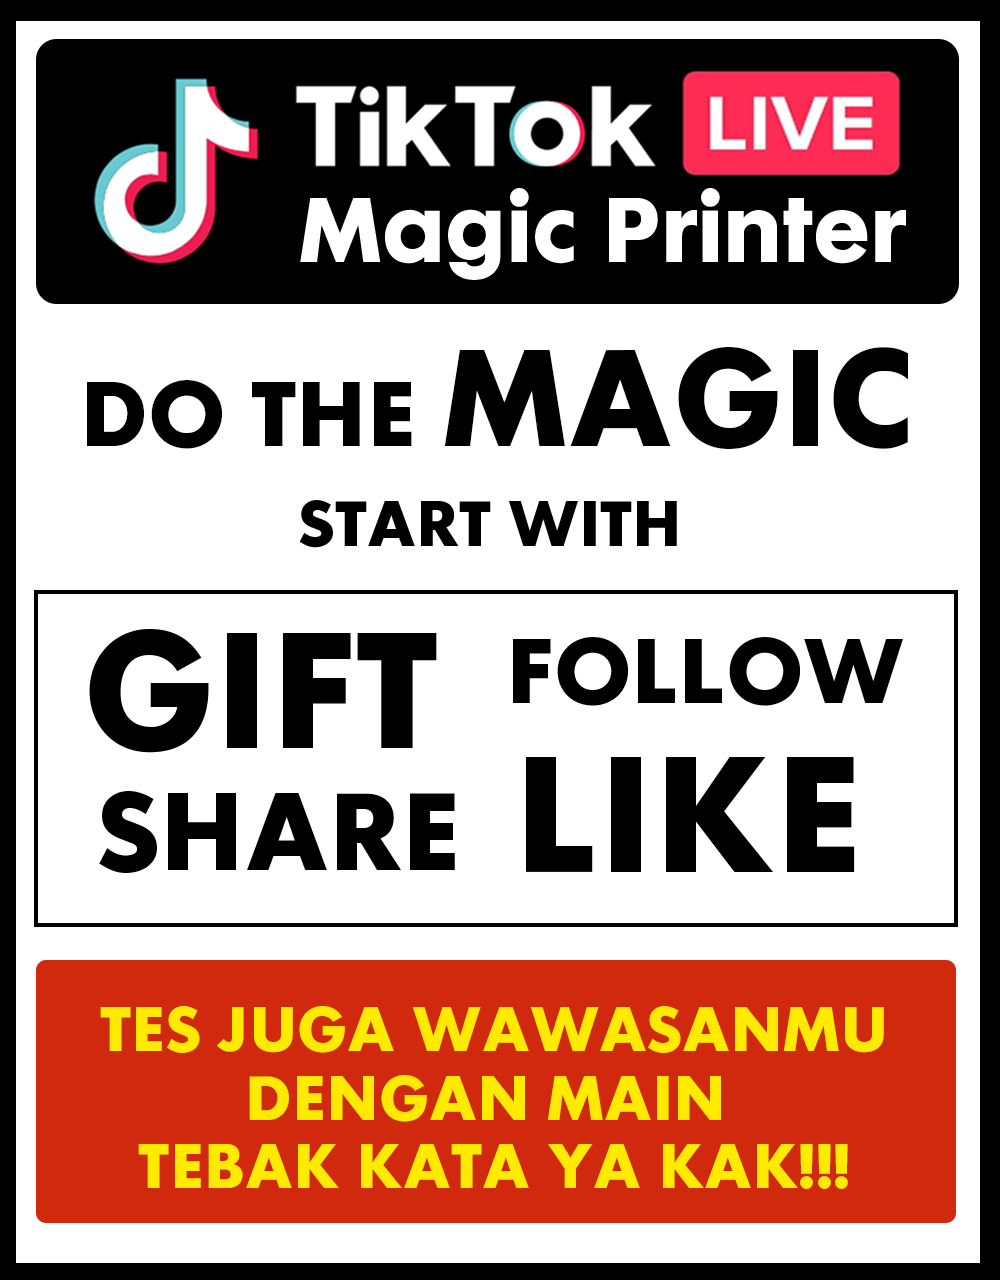 TikTok LIVE
Magic Printer
DO THE MAGIC
START WITH
GIFT FOLLOW
SHARE LIKE
TES JUGA WAWASANMU
DENGAN MAIN
TEBAK KATA YA KAK!!!